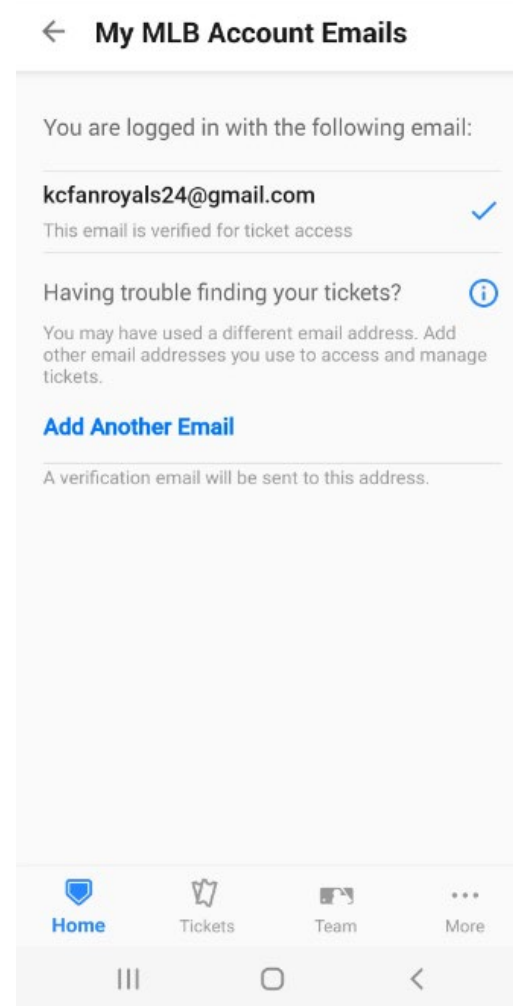 My MLB Account Emails
You are logged in with the following email:
kcfanroyals24@gmail.com
This email is verified for ticket access
Having trouble finding your tickets?
You may have used a different email address. Add
other email addresses you use to access and manage
tickets.
Add Another Email
A verification email will be sent to this address.
Home Tickets Team More